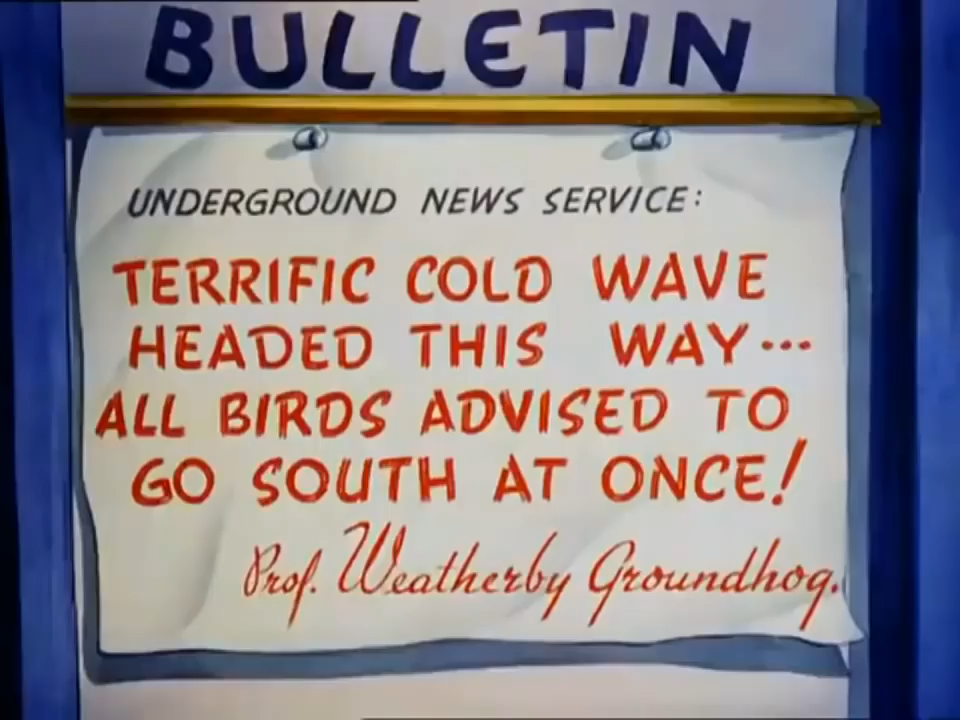 BULLETIN
UNDERGROUND NEWS SERVICE:
TERRIFIC COLD WAVE
HEADED THIS WAY...
ALL BIRDS ADVISED TO
GO SOUTH AT ONCE!
Prof. Weatherby Groundhog.